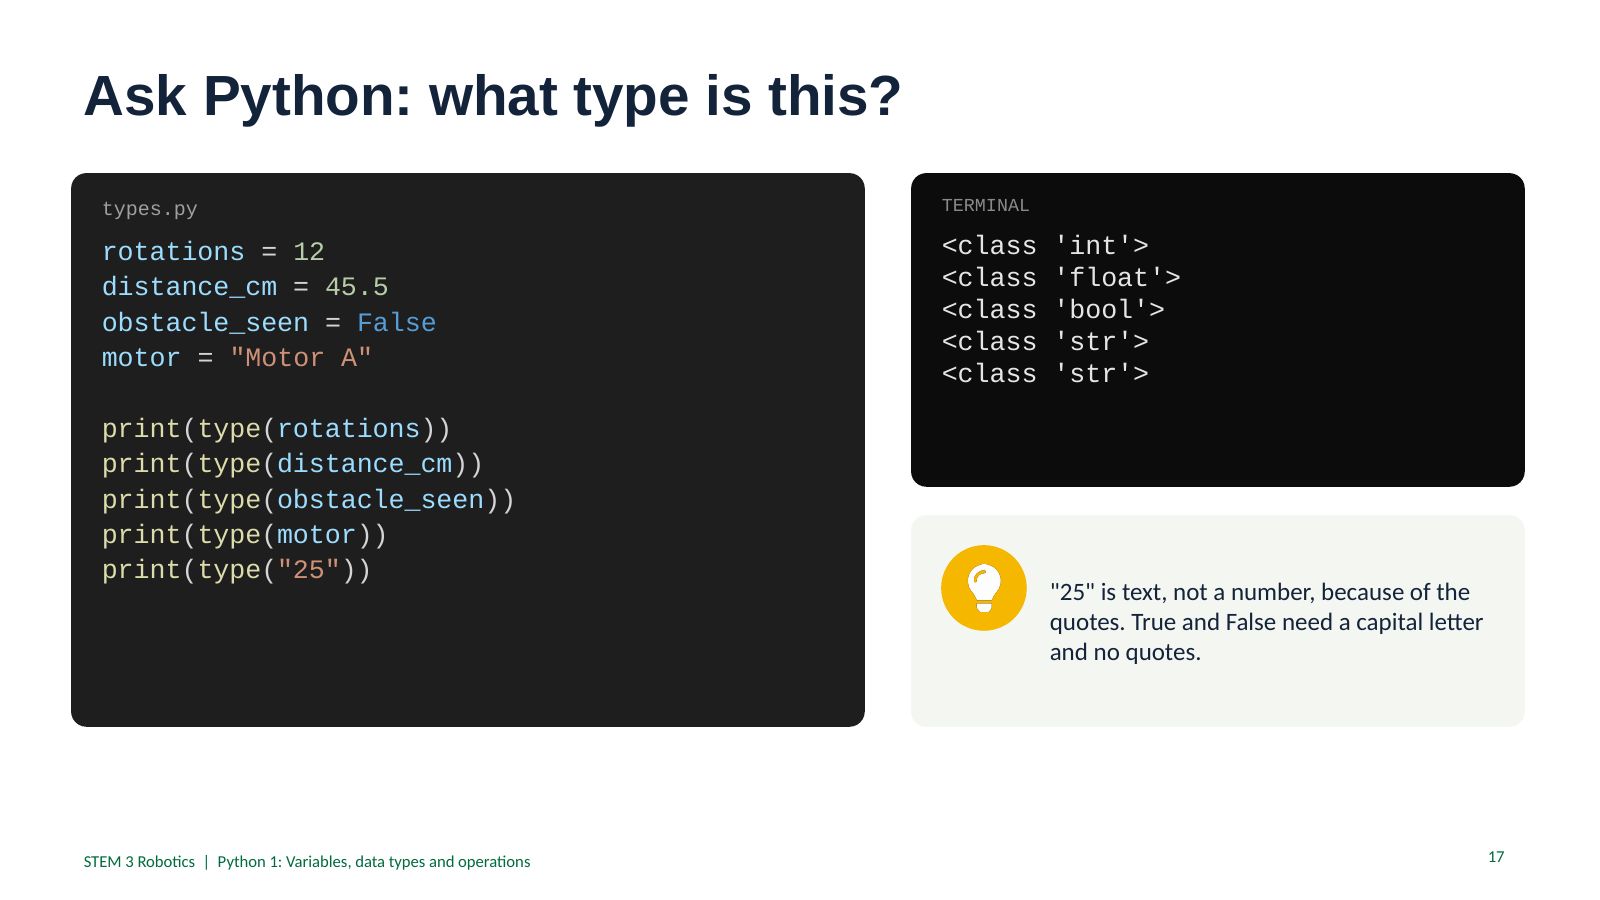 Ask Python: what type is this?
types.py
rotations = 12
distance_cm = 45.5
obstacle_seen = False
motor = "Motor A"
print(type(rotations))
print(type(distance_cm))
print(type(obstacle_seen))
print(type(motor))
print(type("25"))
TERMINAL
<class 'int'>
<class 'float'>
<class 'bool'>
<class 'str'>
<class 'str'>
"25" is text, not a number, because of the
quotes. True and False need a capital letter
and no quotes.
STEM 3 Robotics | Python 1: Variables, data types and operations
17